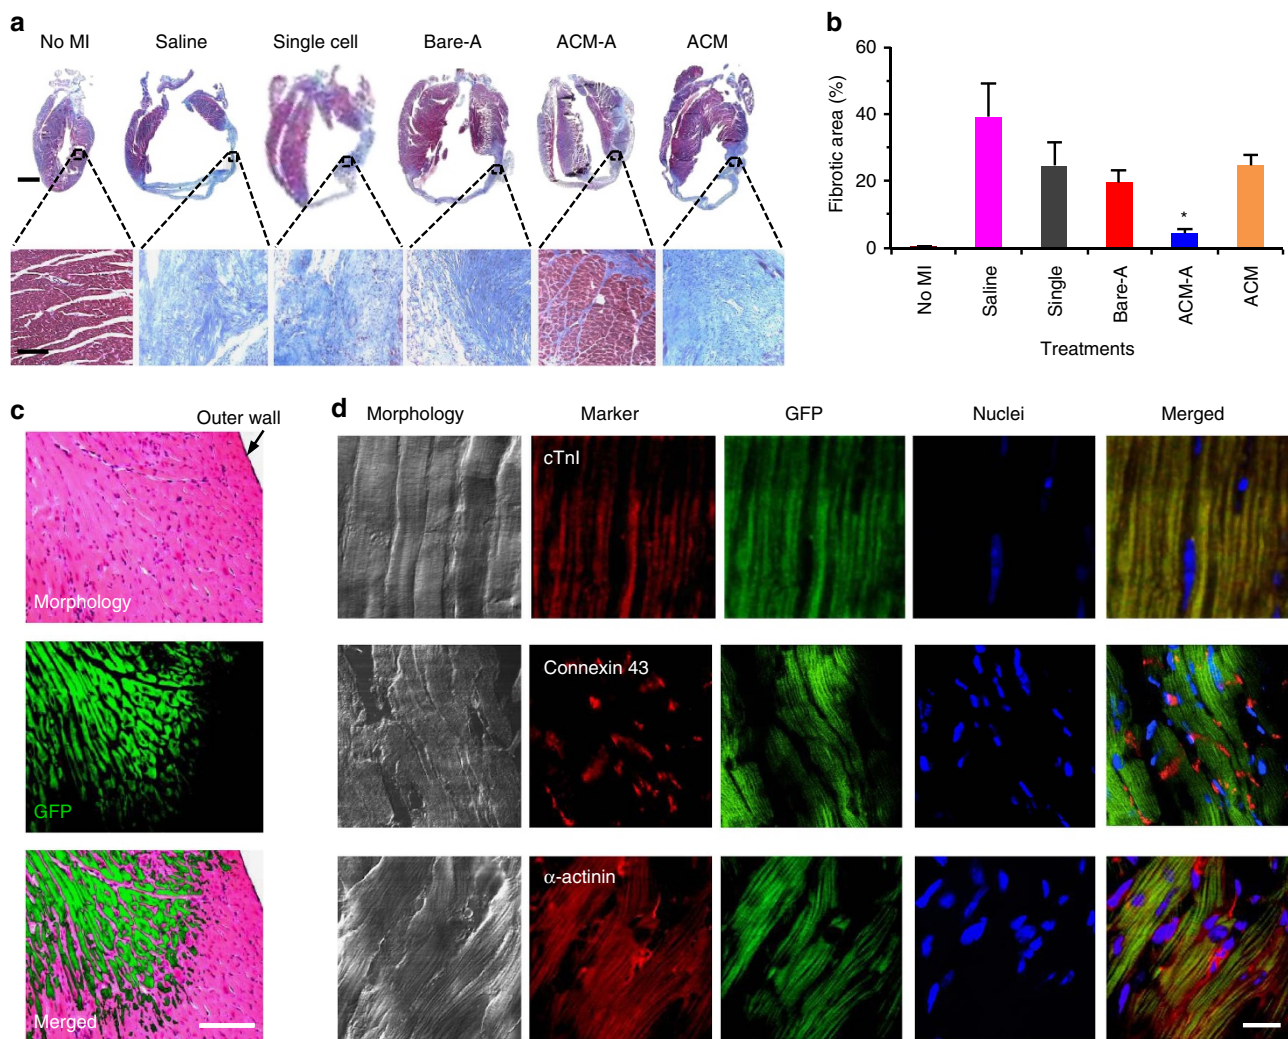 a
No MI Saline Single cell Bare-A ACM-A ACM
b
60
40
20
0
Fibrotic area (%)
*
No MI Saline Single Bare-A ACM-A ACM
Treatments
c
Outer wall
Morphology
GFP
Merged
d
Morphology Marker GFP Nuclei Merged
cTnI
Connexin 43
α-actinin